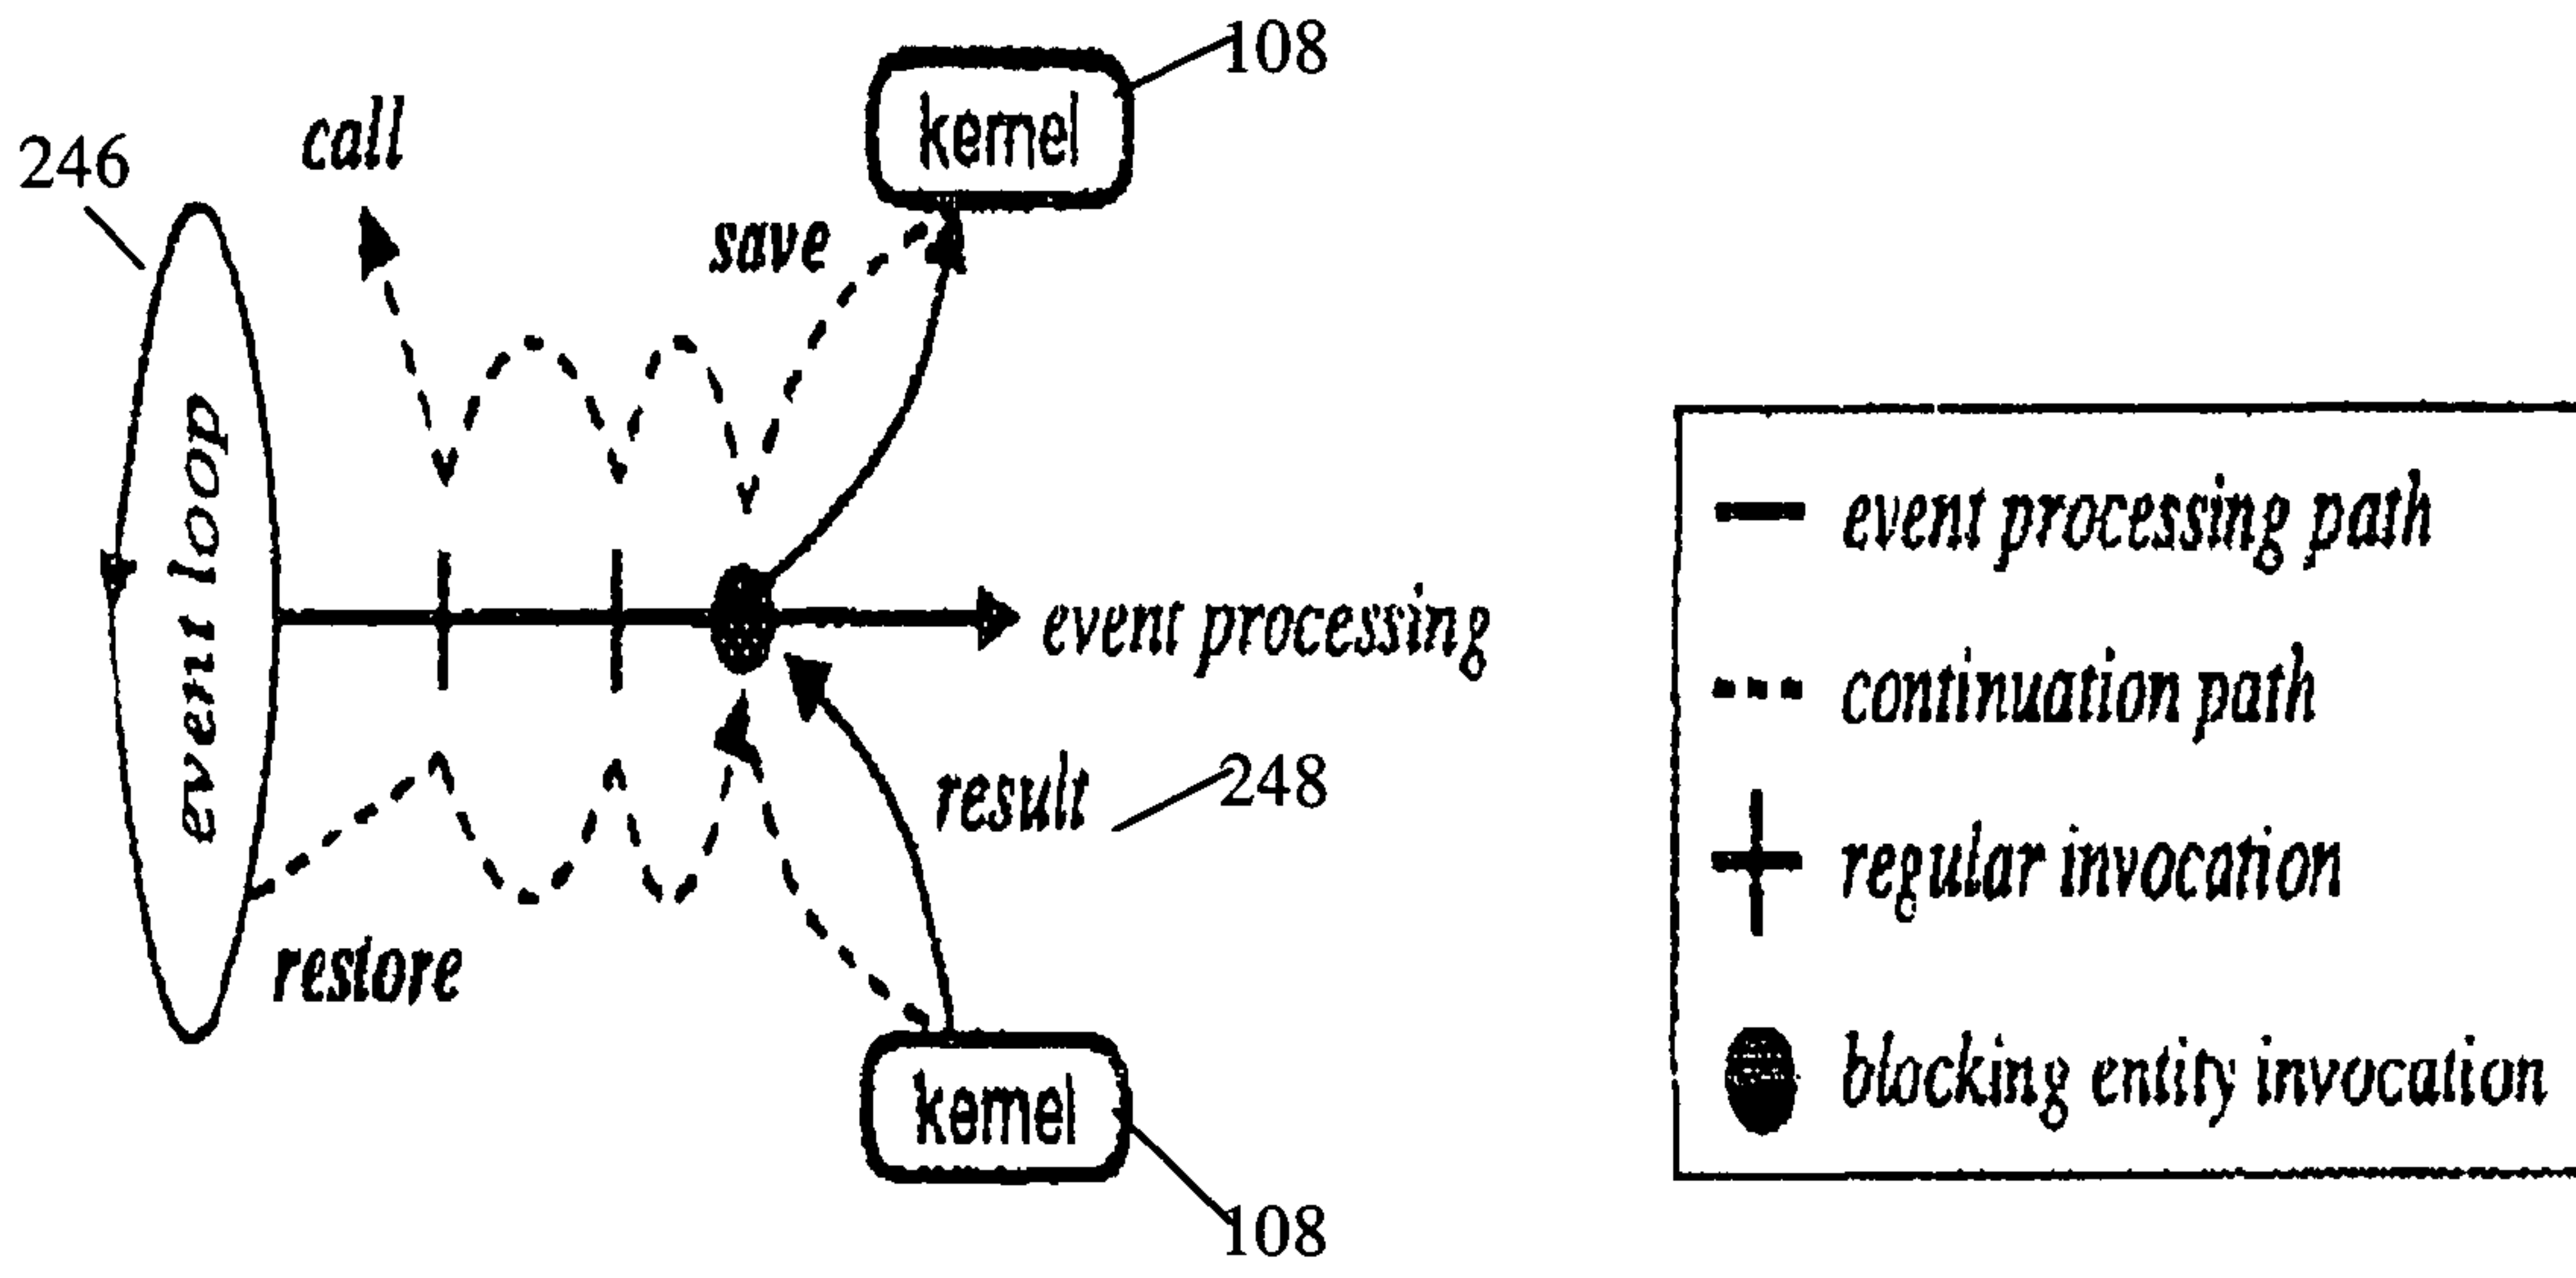 108
call
kernel
246
save
event loop
event processing
result
248
restore
kernel
108
event processing path
continuation path
regular invocation
blocking entity invocation